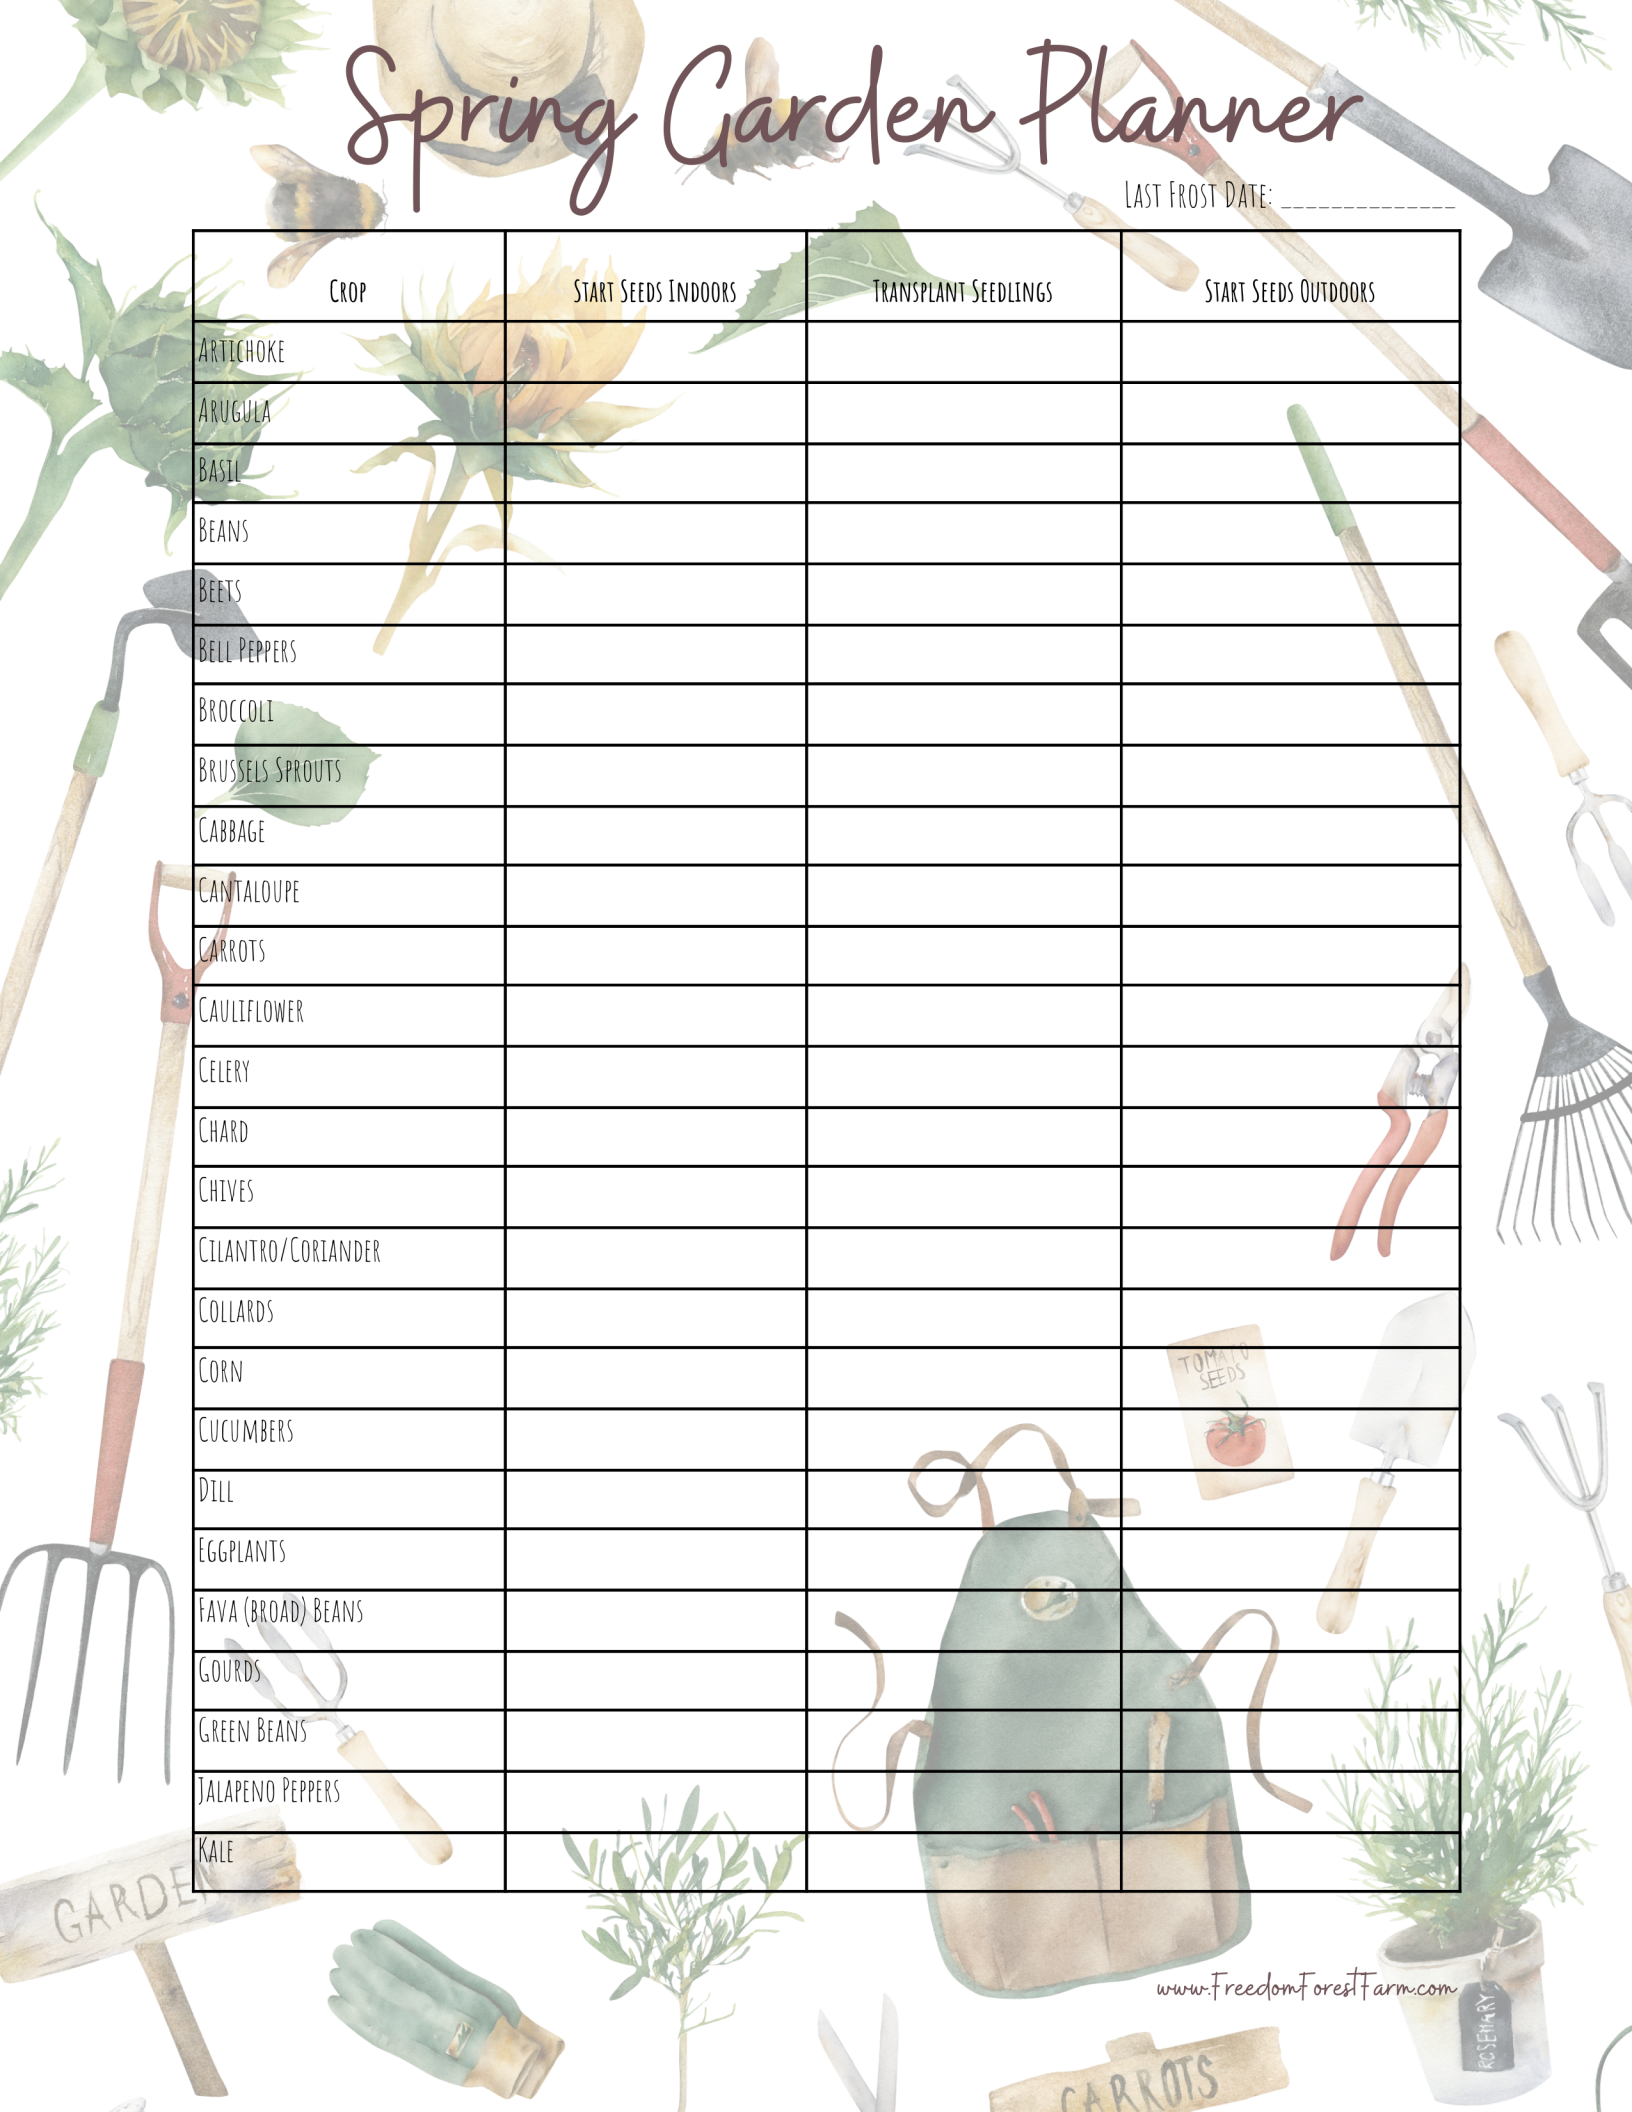 Spring Garden Planner
Last Frost Date: ______________
Crop Start Seeds Indoors Transplant Seedlings Start Seeds Outdoors
Artichoke
Arugula
Basil
Beans
Beets
Bell Peppers
Broccoli
Brussels Sprouts
Cabbage
Cantaloupe
Carrots
Cauliflower
Celery
Chard
Chives
Cilantro/Coriander
Collards
Corn
TOMATO
SEEDS
Cucumbers
Dill
Eggplants
Fava (broad) Beans
Gourds
Green Beans
Jalapeno Peppers
Kale
GARDEN
www.FreedomForestFarm.com
ROSEMARY
CARROTS